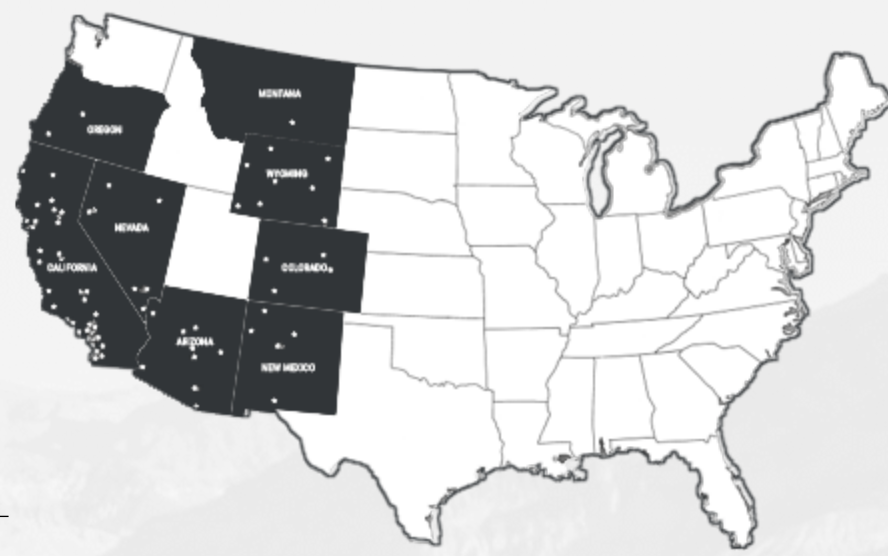 MONTANA
OREGON
WYOMING
NEVADA
CALIFORNIA
COLORADO
ARIZONA
NEW MEXICO